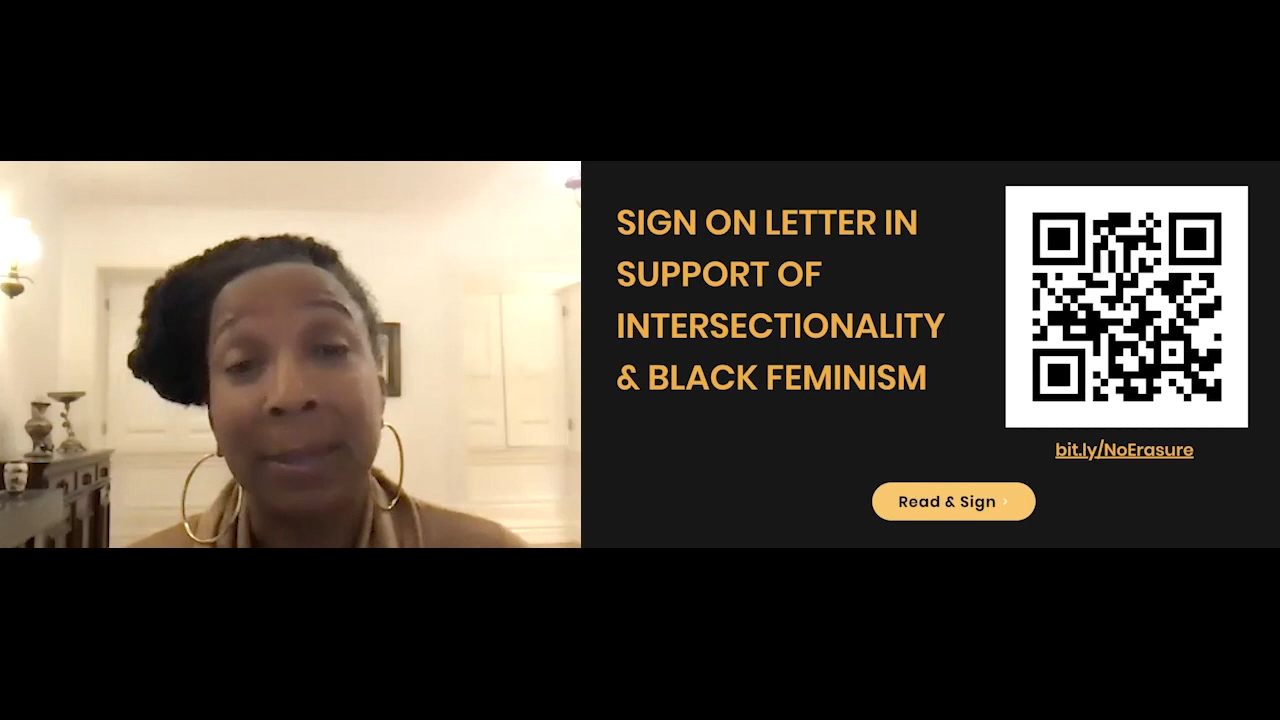 SIGN ON LETTER IN
SUPPORT OF
INTERSECTIONALITY
& BLACK FEMINISM
bit.ly/NoErasure
Read & Sign ›